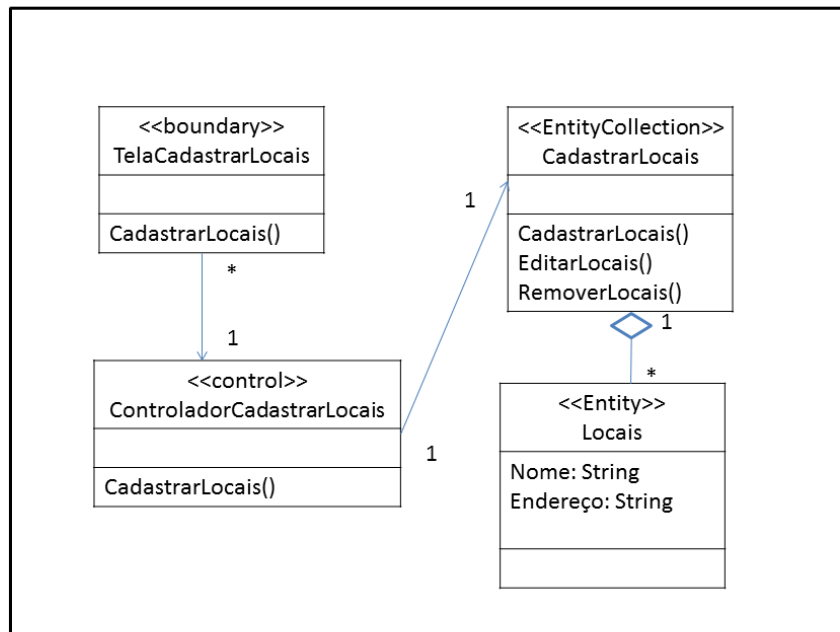 <<boundary>>
TelaCadastrarLocais
CadastrarLocais()
*
1
<<control>>
ControladorCadastrarLocais
CadastrarLocais()
1
1
<<EntityCollection>>
CadastrarLocais
CadastrarLocais()
EditarLocais()
RemoverLocais()
1
*
<<Entity>>
Locais
Nome: String
Endereço: String